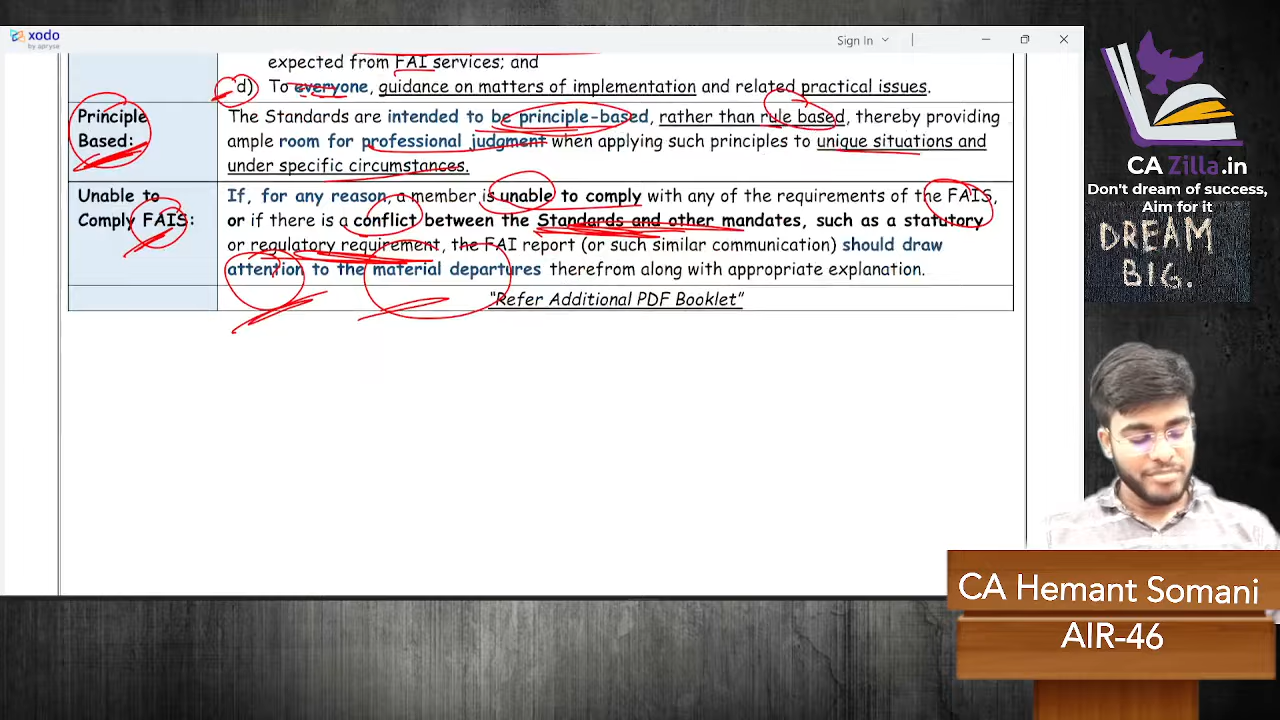 xodo
by apryse
Sign In
expected from FAI services; and
d) To everyone, guidance on matters of implementation and related practical issues.
Principle
Based:
The Standards are intended to be principle-based, rather than rule based, thereby providing
ample room for professional judgment when applying such principles to unique situations and
under specific circumstances.
Unable to
Comply FAIS:
If, for any reason, a member is unable to comply with any of the requirements of the FAIS,
or if there is a conflict between the Standards and other mandates, such as a statutory
or regulatory requirement, the FAI report (or such similar communication) should draw
attention to the material departures therefrom along with appropriate explanation.
"Refer Additional PDF Booklet"
CA Zilla.in
Don't dream of success,
Aim for it
DREAM
BIG.
CA Hemant Somani
AIR-46